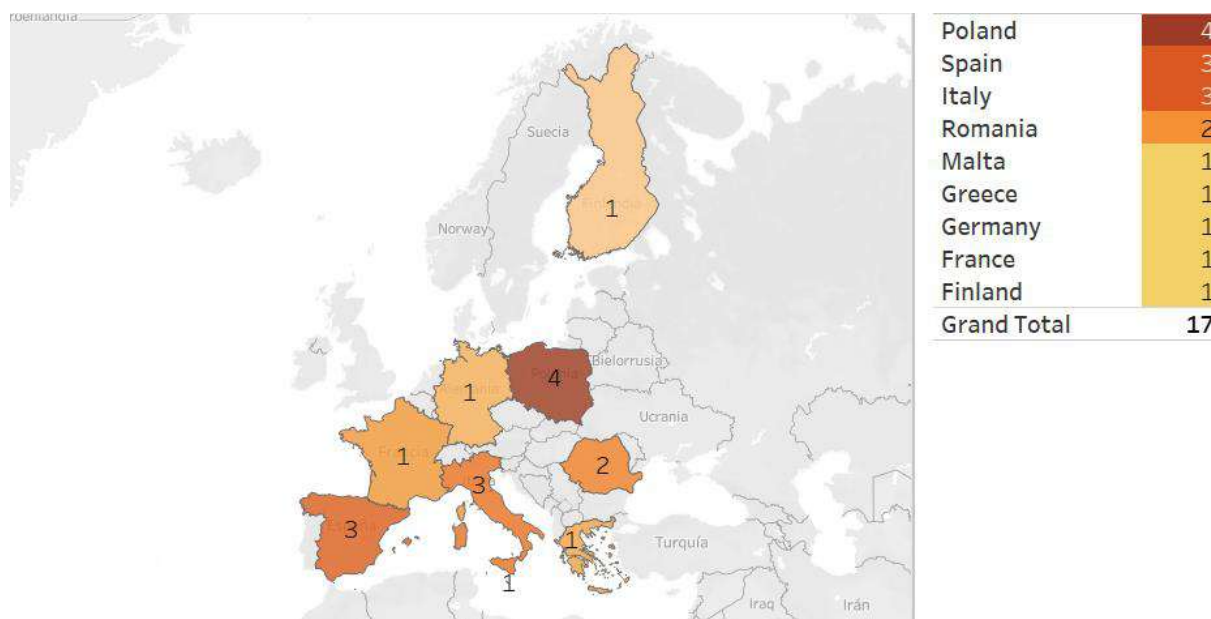 roenlandia
Suecia
Finlandia
1
Norway
Bielorrusia
Polonia
4
Alemania
1
Ucrania
Francia
1
2
3
España
3
1
Turquía
1
Iraq
Irán
Poland 4
Spain 3
Italy 3
Romania 2
Malta 1
Greece 1
Germany 1
France 1
Finland 1
Grand Total 17